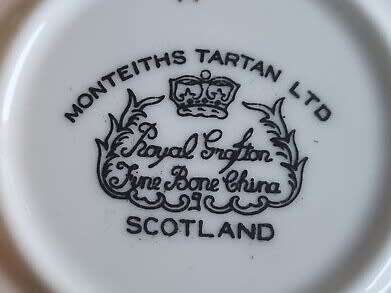 MONTEITHS TARTAN LTD
Royal Grafton
Fine Bone China
SCOTLAND